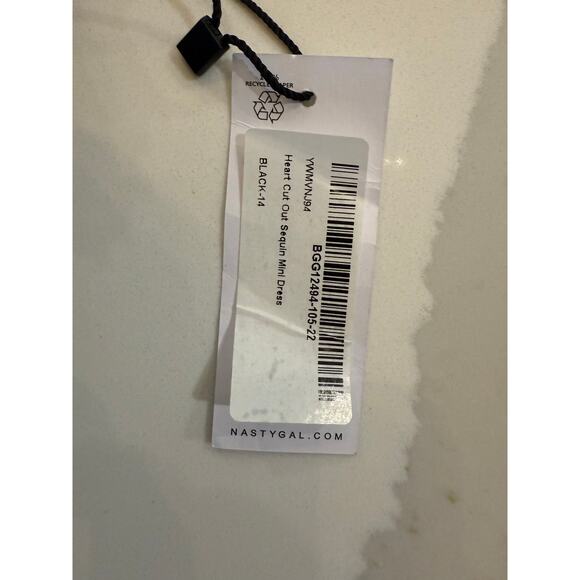 RECYCLED PAPER
YWMVNJ94
BGG12494-105-22
Heart Cut Out Sequin Mini Dress
BLACK-14
NASTYGAL.COM